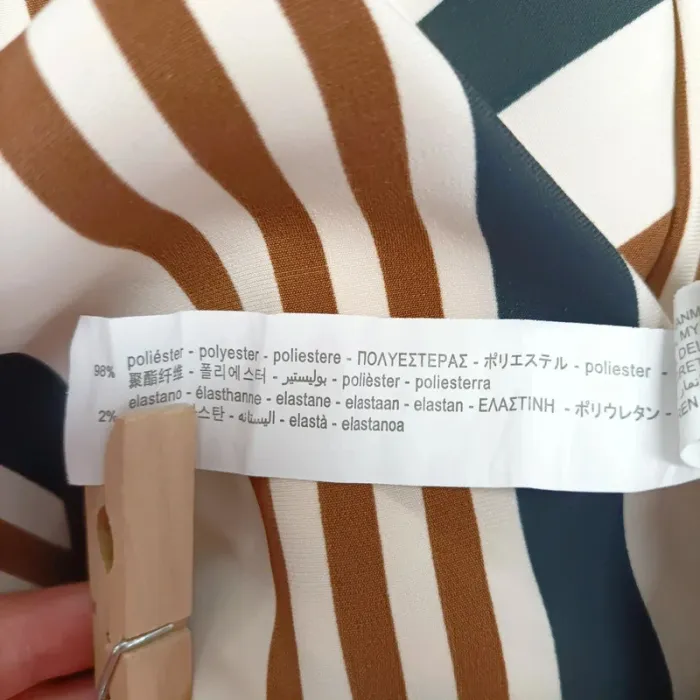 98% poliéster - polyester - poliestere - ΠΟΛΥΕΣΤΕΡΑΣ - ポリエステル - poliester -
聚酯纤维 - 폴리에스터 - بوليستير - polièster - poliesterra
2% elastano - élasthanne - elastane - elastaan - elastan - ΕΛΑΣΤΙΝΗ - ポリウレタン -
스탄 - اليستانه - elastà - elastanoa